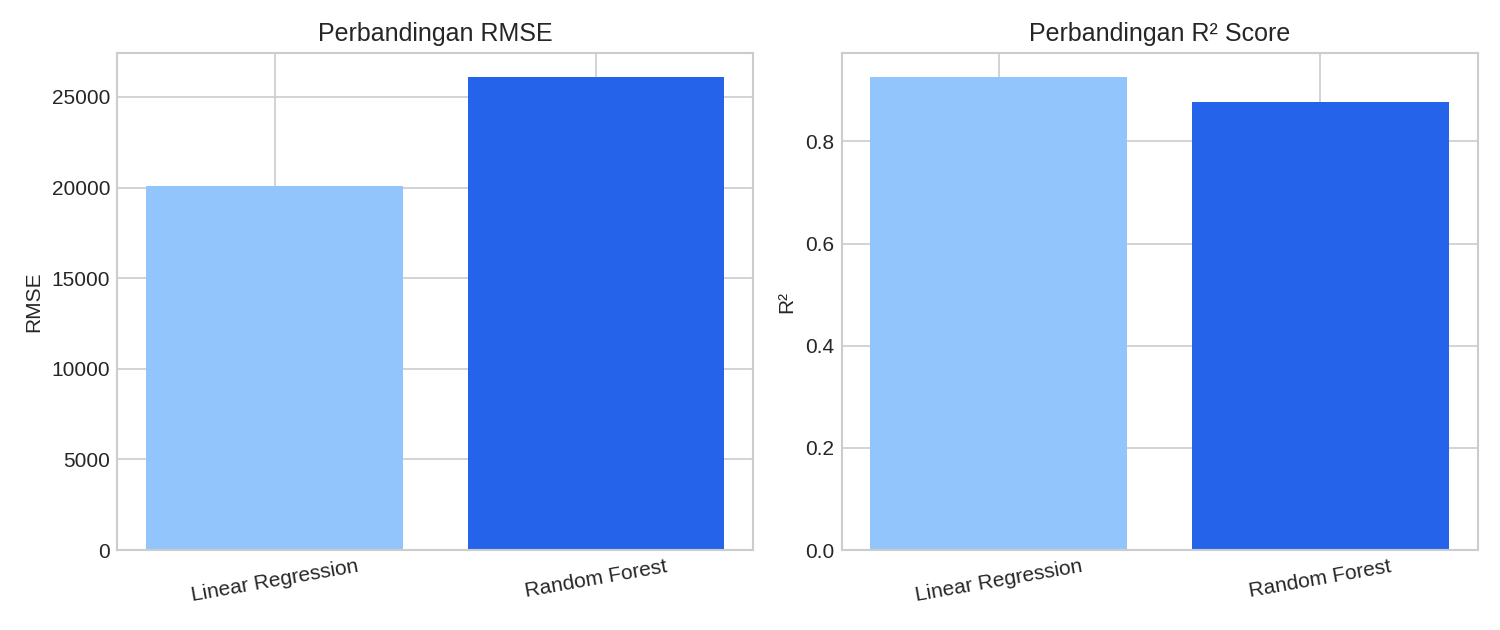 Perbandingan RMSE
RMSE
25000
20000
15000
10000
5000
0
Linear Regression
Random Forest
Perbandingan R² Score
R²
0.8
0.6
0.4
0.2
0.0
Linear Regression
Random Forest